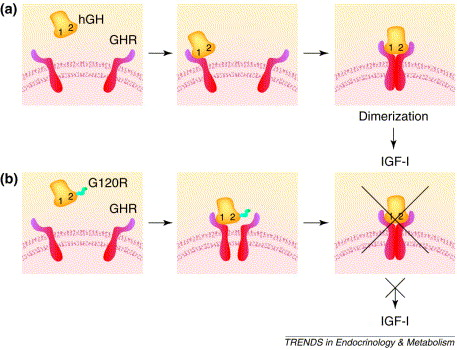 (a)
hGH
1 2
GHR
1 2
1 2
Dimerization
IGF-I
(b)
G120R
1 2
GHR
1 2
1 2
IGF-I
TRENDS in Endocrinology & Metabolism